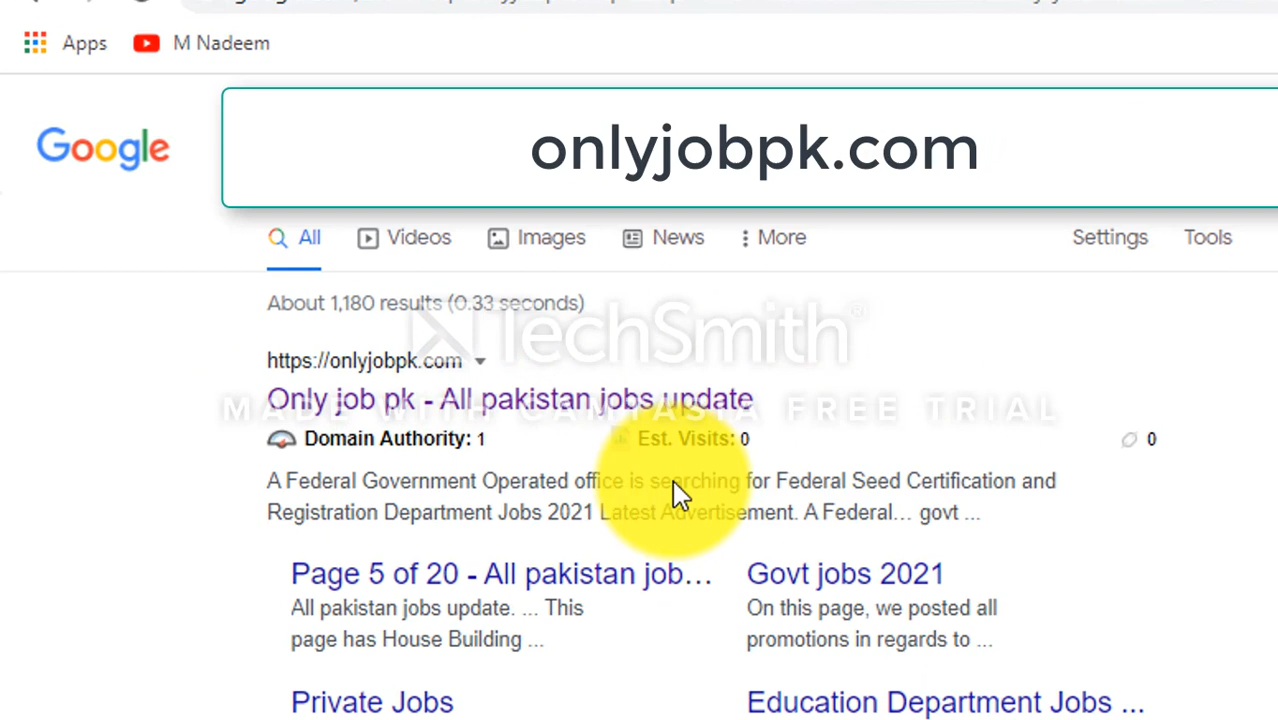 Apps M Nadeem
Google
onlyjobpk.com
All Videos Images News More Settings Tools
About 1,180 results (0.33 seconds)
TechSmith®
https://onlyjobpk.com
Only job pk - All pakistan jobs update
MADE WITH CAMTASIA FREE TRIAL
Domain Authority: 1 Est. Visits: 0 0
A Federal Government Operated office is searching for Federal Seed Certification and
Registration Department Jobs 2021 Latest Advertisement. A Federal... govt ...
Page 5 of 20 - All pakistan job... Govt jobs 2021
All pakistan jobs update. ... This On this page, we posted all
page has House Building ... promotions in regards to ...
Private Jobs Education Department Jobs ...